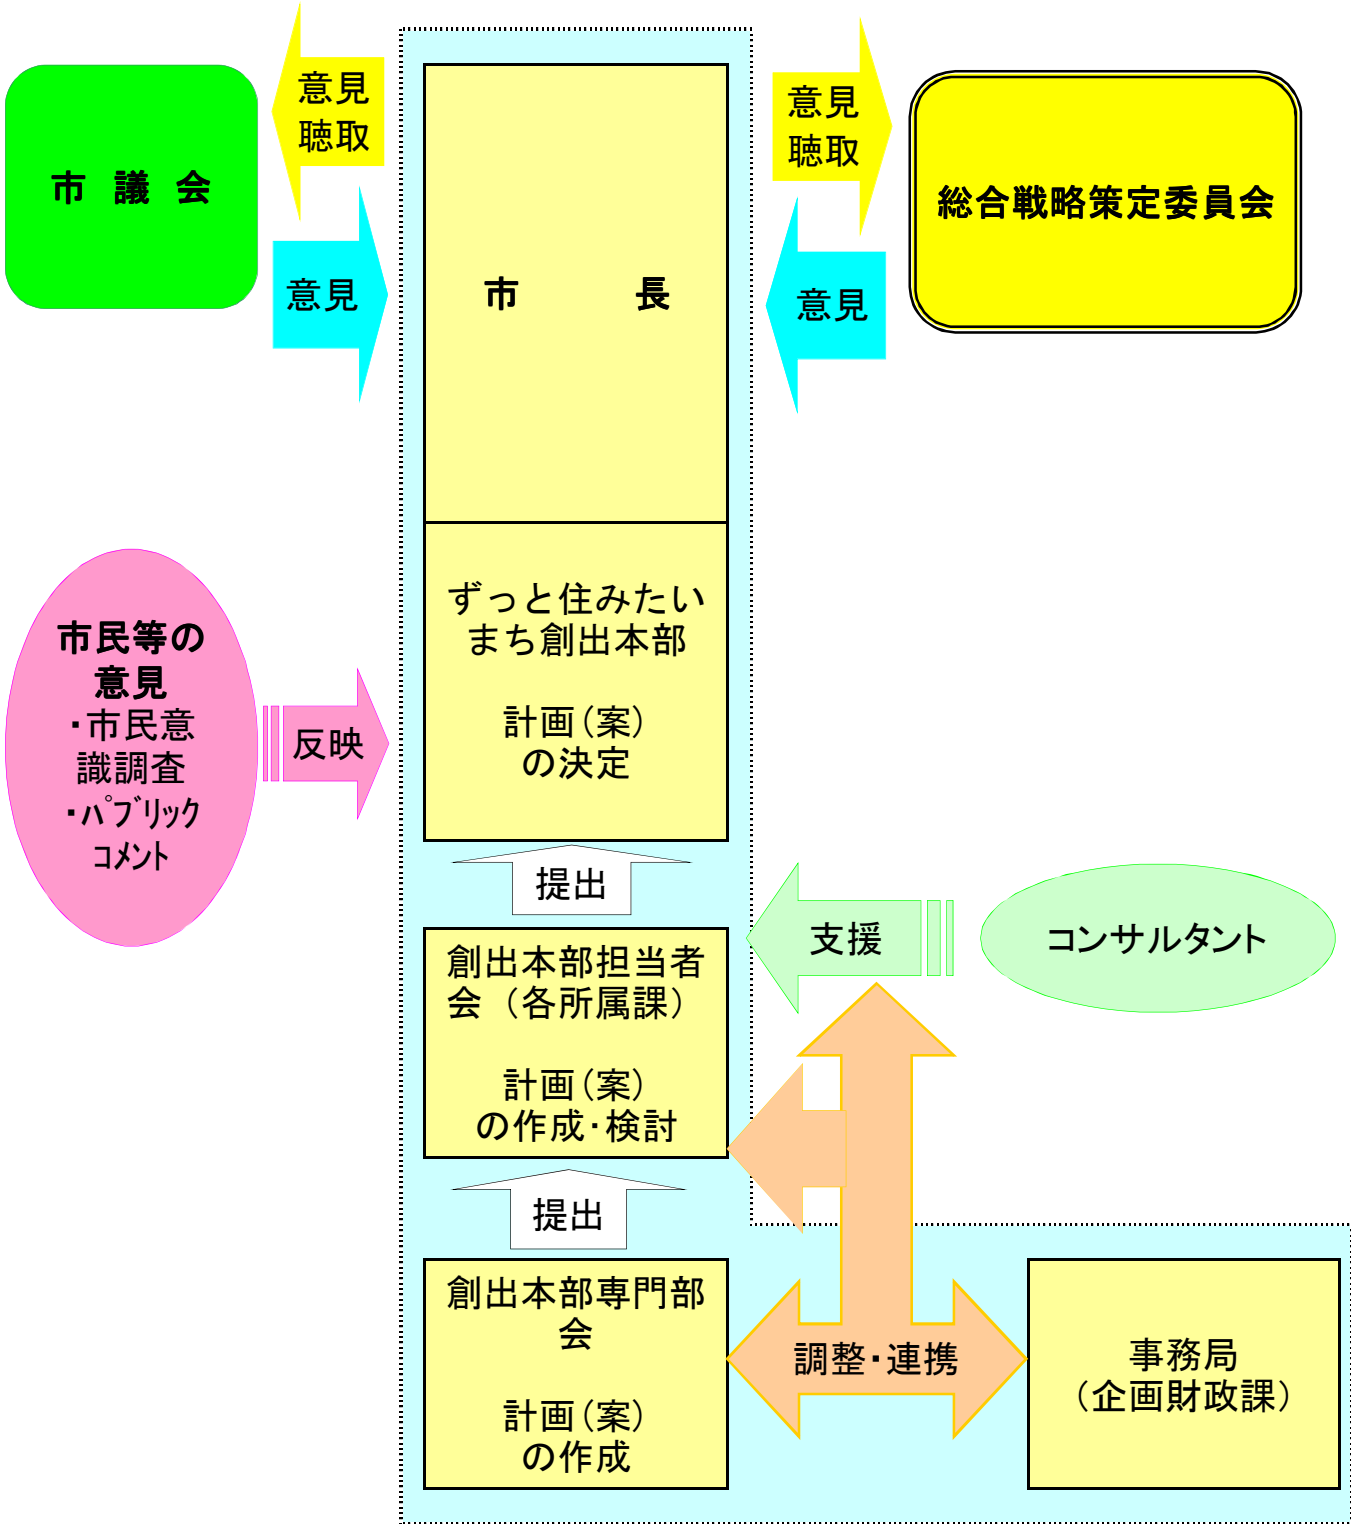 意見
聴取
市 議 会
意見
意見
聴取
総合戦略策定委員会
意見
市 長
ずっと住みたい
まち創出本部
計画(案)
の決定
市民等の
意見
・市民意
識調査
・ﾊﾟﾌﾞﾘｯｸ
ｺﾒﾝﾄ
反映
提出
支援
コンサルタント
創出本部担当者
会（各所属課）
計画(案)
の作成・検討
提出
創出本部専門部
会
計画(案)
の作成
調整・連携
事務局
（企画財政課）